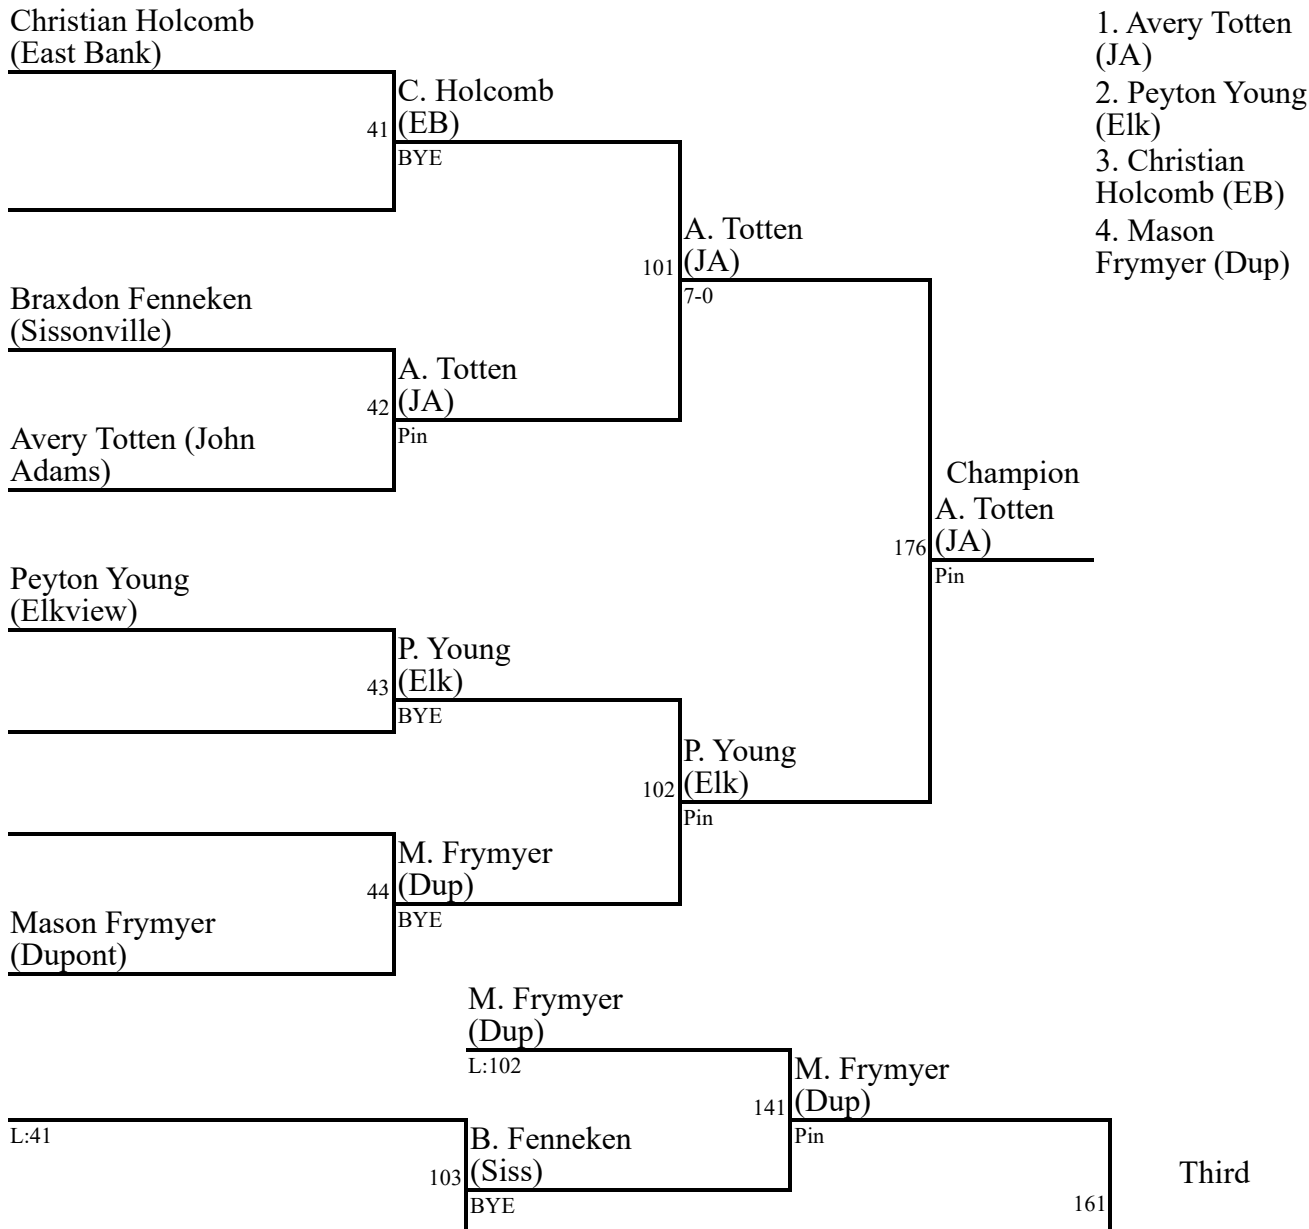 Christian Holcomb
(East Bank)
C. Holcomb
41
(EB)
BYE
Braxdon Fenneken
(Sissonville)
A. Totten
42
(JA)
Pin
Avery Totten (John
Adams)
A. Totten
101
(JA)
7-0
Peyton Young
(Elkview)
P. Young
43
(Elk)
BYE
M. Frymyer
44
(Dup)
BYE
Mason Frymyer
(Dupont)
P. Young
102
(Elk)
Pin
Champion
A. Totten
176
(JA)
Pin
1. Avery Totten
(JA)
2. Peyton Young
(Elk)
3. Christian
Holcomb (EB)
4. Mason
Frymyer (Dup)
M. Frymyer
(Dup)
L:102
L:41
B. Fenneken
103
(Siss)
BYE
M. Frymyer
141
(Dup)
Pin
161
Third